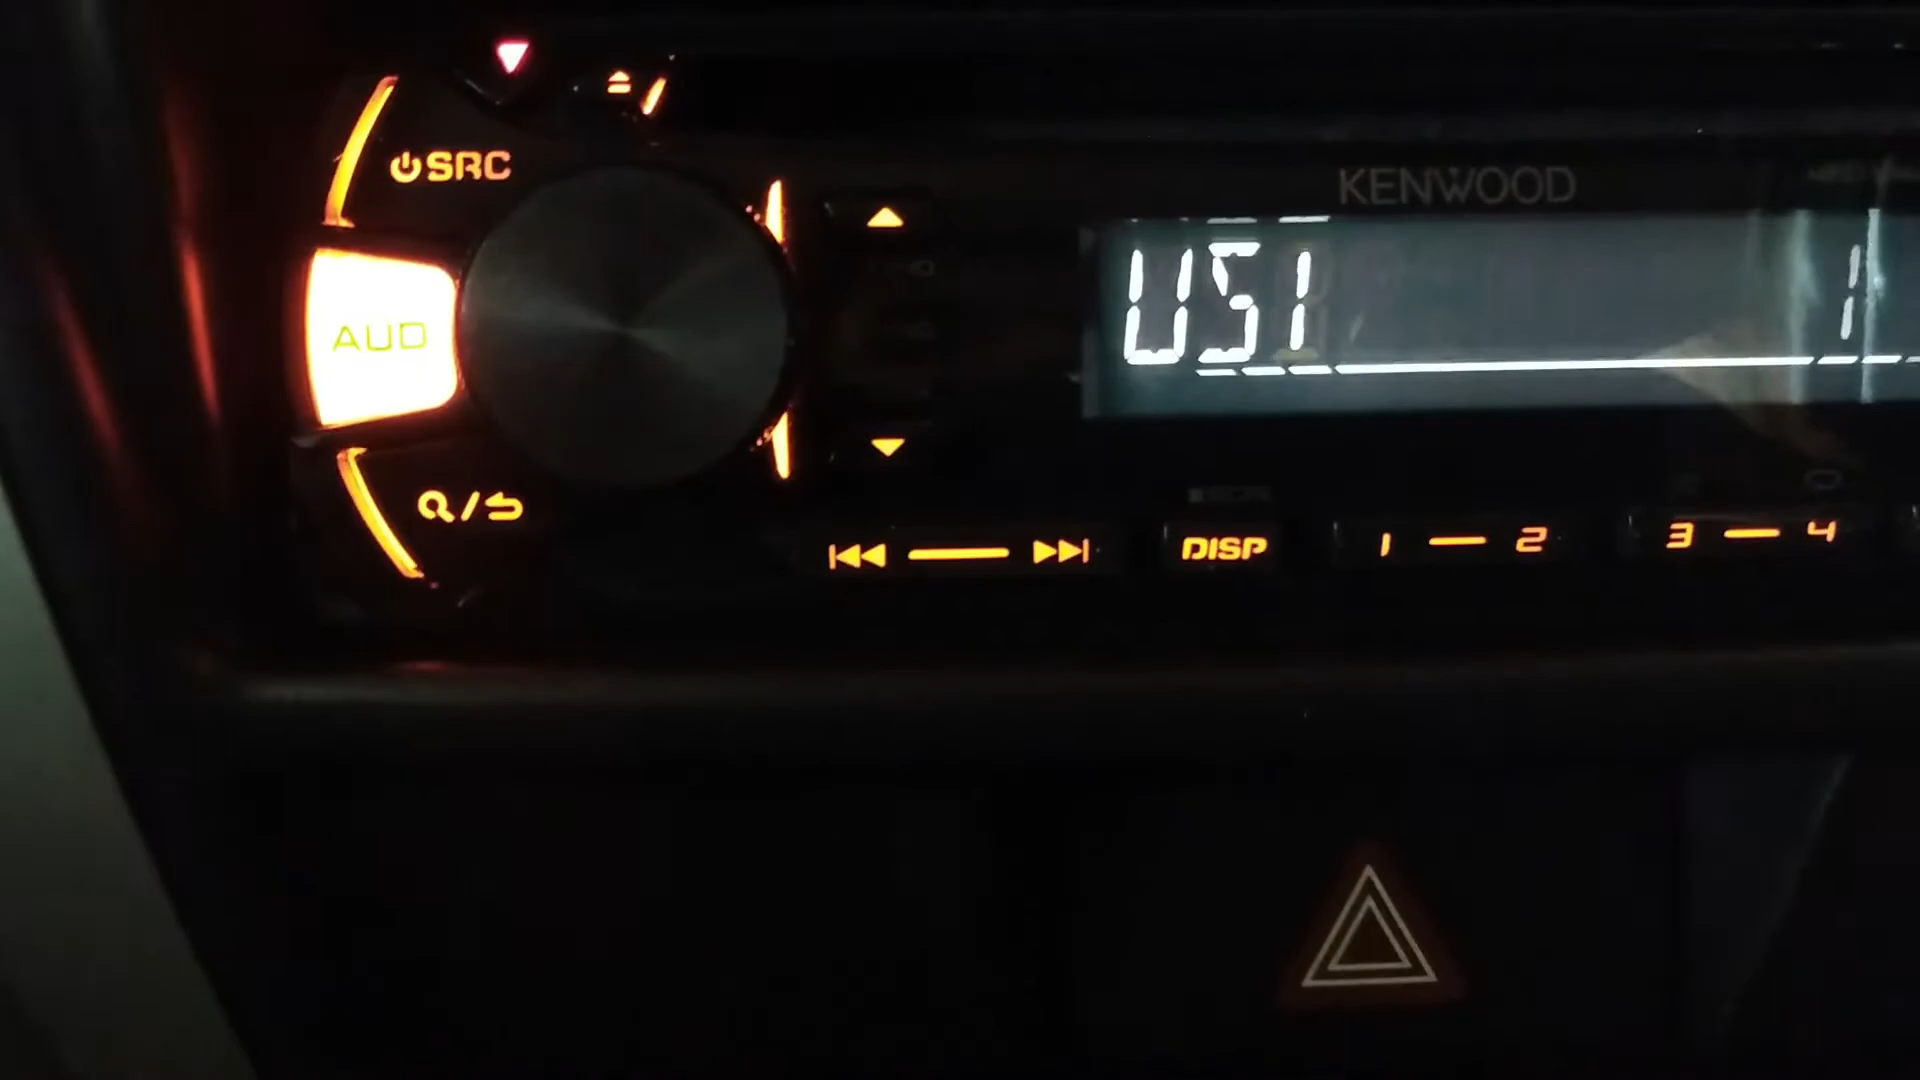 SRC
KENWOOD
AUD
USI
DISP
1 — 2
3 — 4